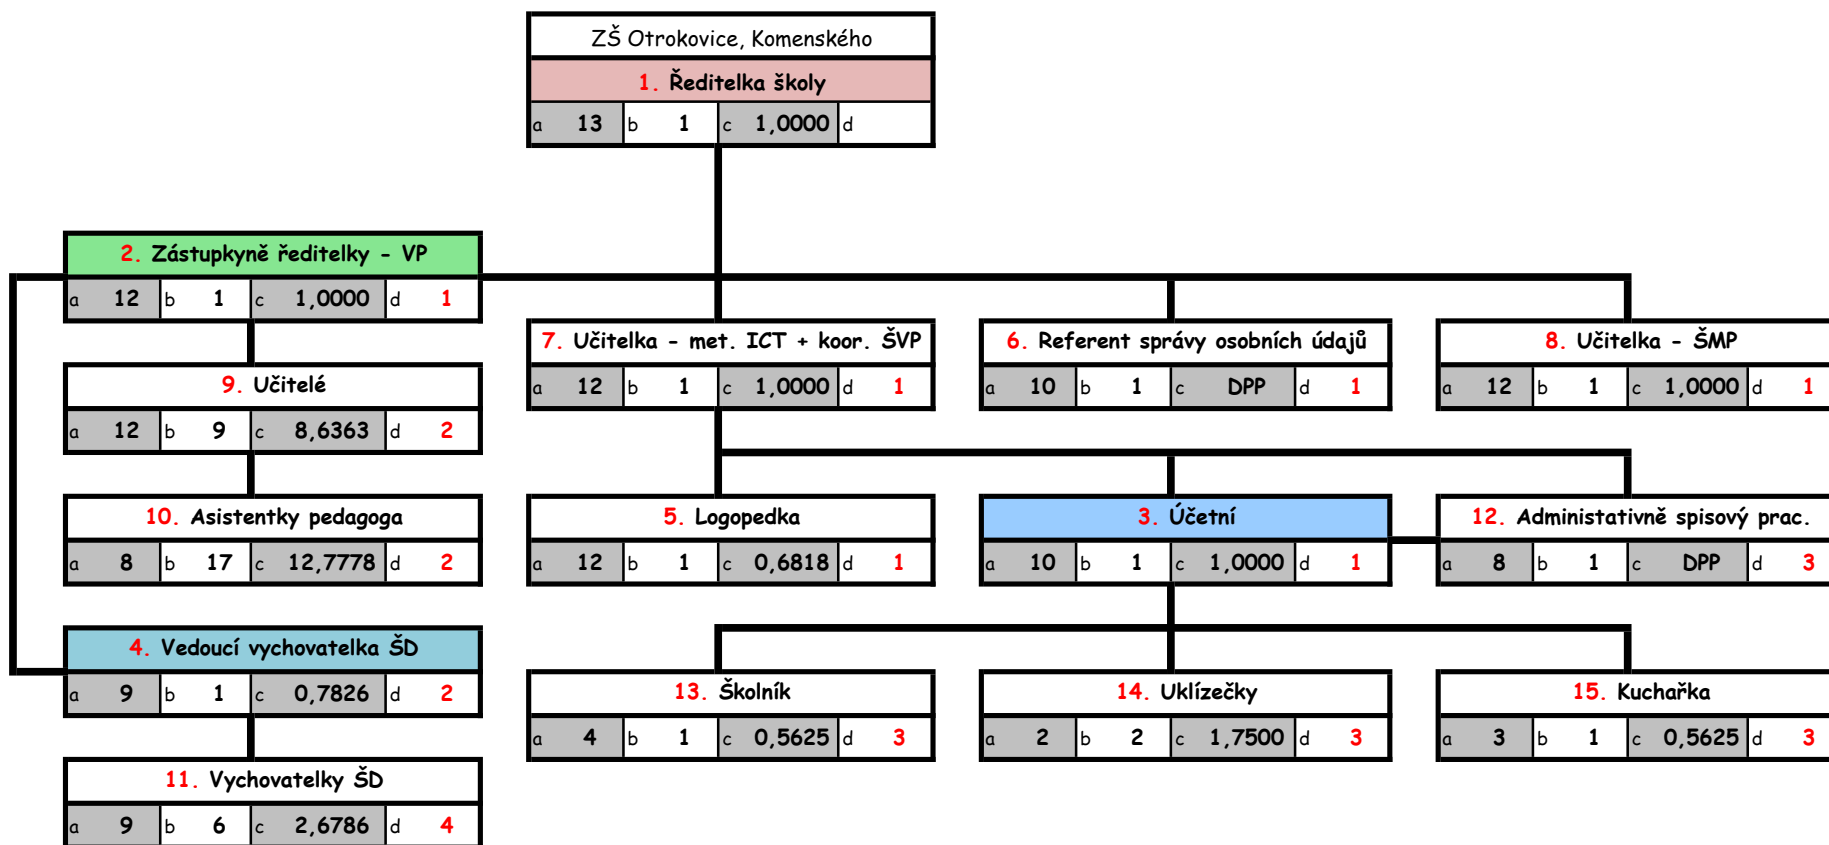 ZŠ Otrokovice, Komenského
1. Ředitelka školy
a 13 b 1 c 1,0000 d
2. Zástupkyně ředitelky - VP
a 12 b 1 c 1,0000 d 1
7. Učitelka - met. ICT + koor. ŠVP
a 12 b 1 c 1,0000 d 1
6. Referent správy osobních údajů
a 10 b 1 c DPP d 1
8. Učitelka - ŠMP
a 12 b 1 c 1,0000 d 1
9. Učitelé
a 12 b 9 c 8,6363 d 2
10. Asistentky pedagoga
a 8 b 17 c 12,7778 d 2
5. Logopedka
a 12 b 1 c 0,6818 d 1
3. Účetní
a 10 b 1 c 1,0000 d 1
12. Administativně spisový prac.
a 8 b 1 c DPP d 3
4. Vedoucí vychovatelka ŠD
a 9 b 1 c 0,7826 d 2
13. Školník
a 4 b 1 c 0,5625 d 3
14. Uklízečky
a 2 b 2 c 1,7500 d 3
15. Kuchařka
a 3 b 1 c 0,5625 d 3
11. Vychovatelky ŠD
a 9 b 6 c 2,6786 d 4